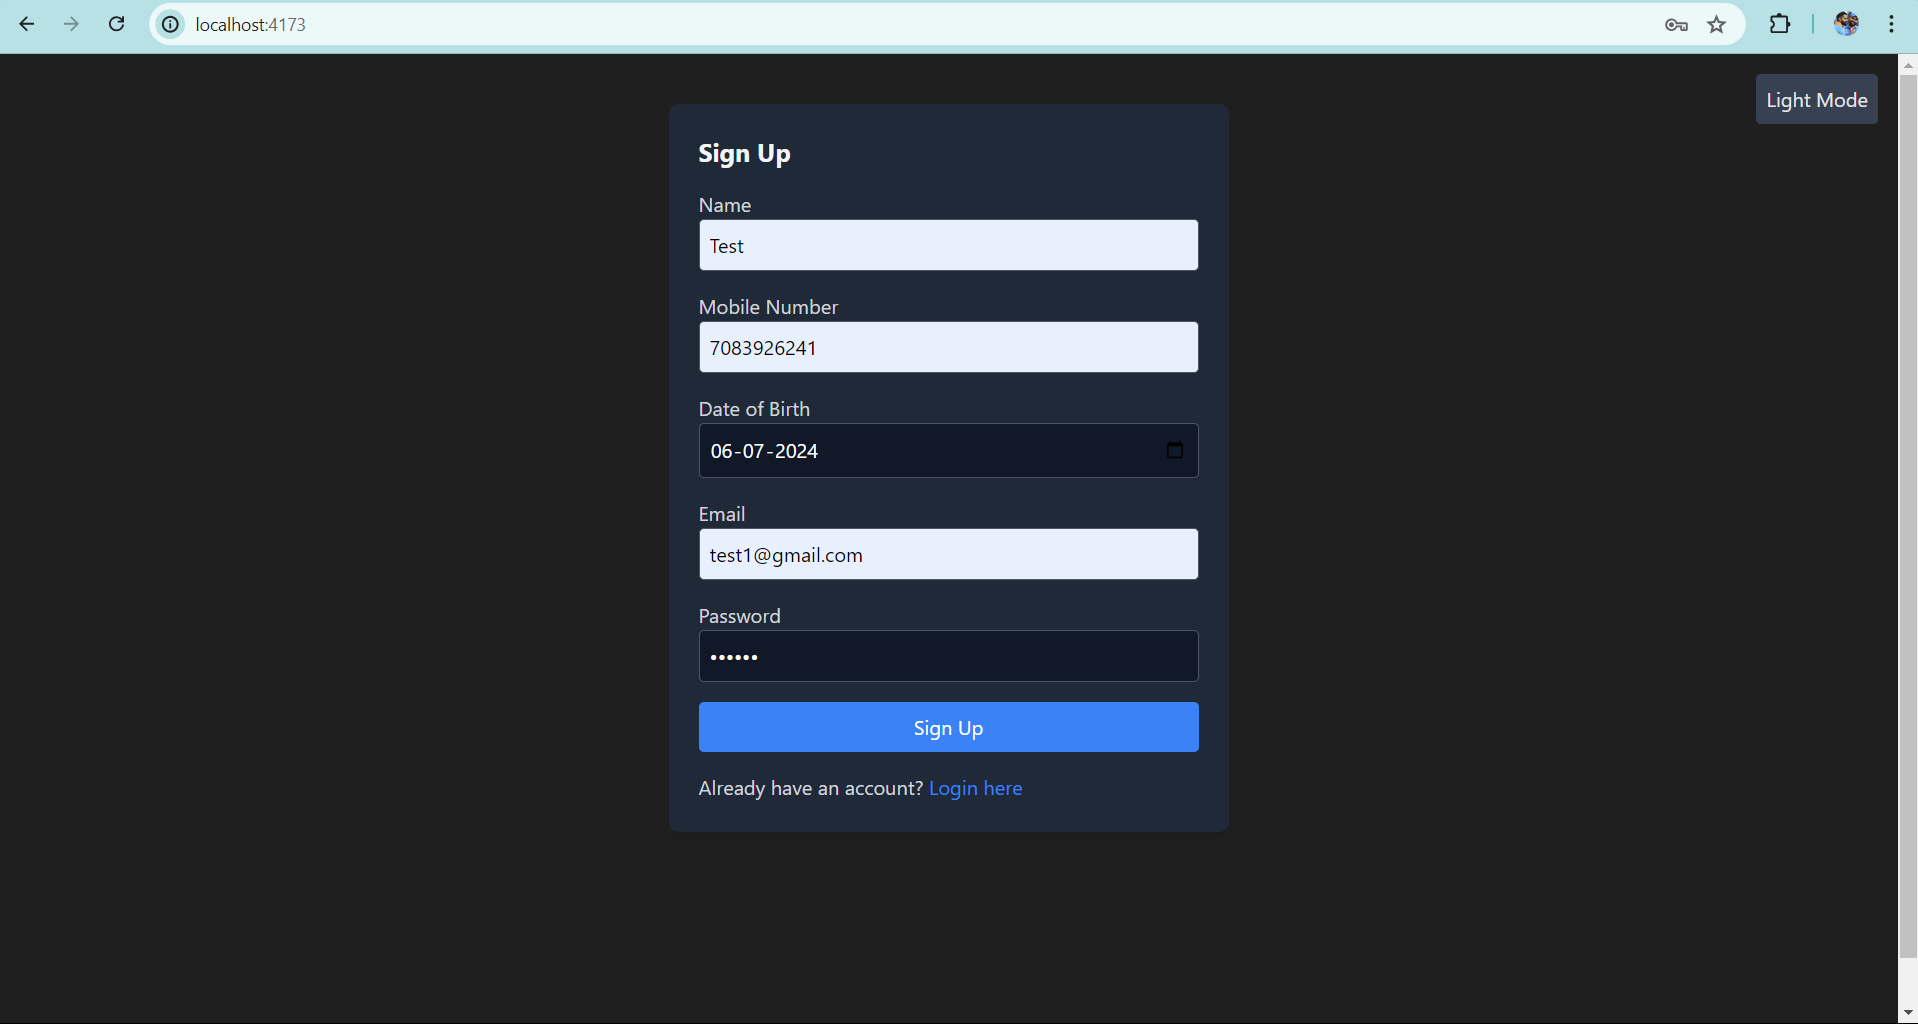 localhost:4173
Light Mode
Sign Up
Name
Test
Mobile Number
7083926241
Date of Birth
06-07-2024
Email
test1@gmail.com
Password
••••••
Sign Up
Already have an account? Login here